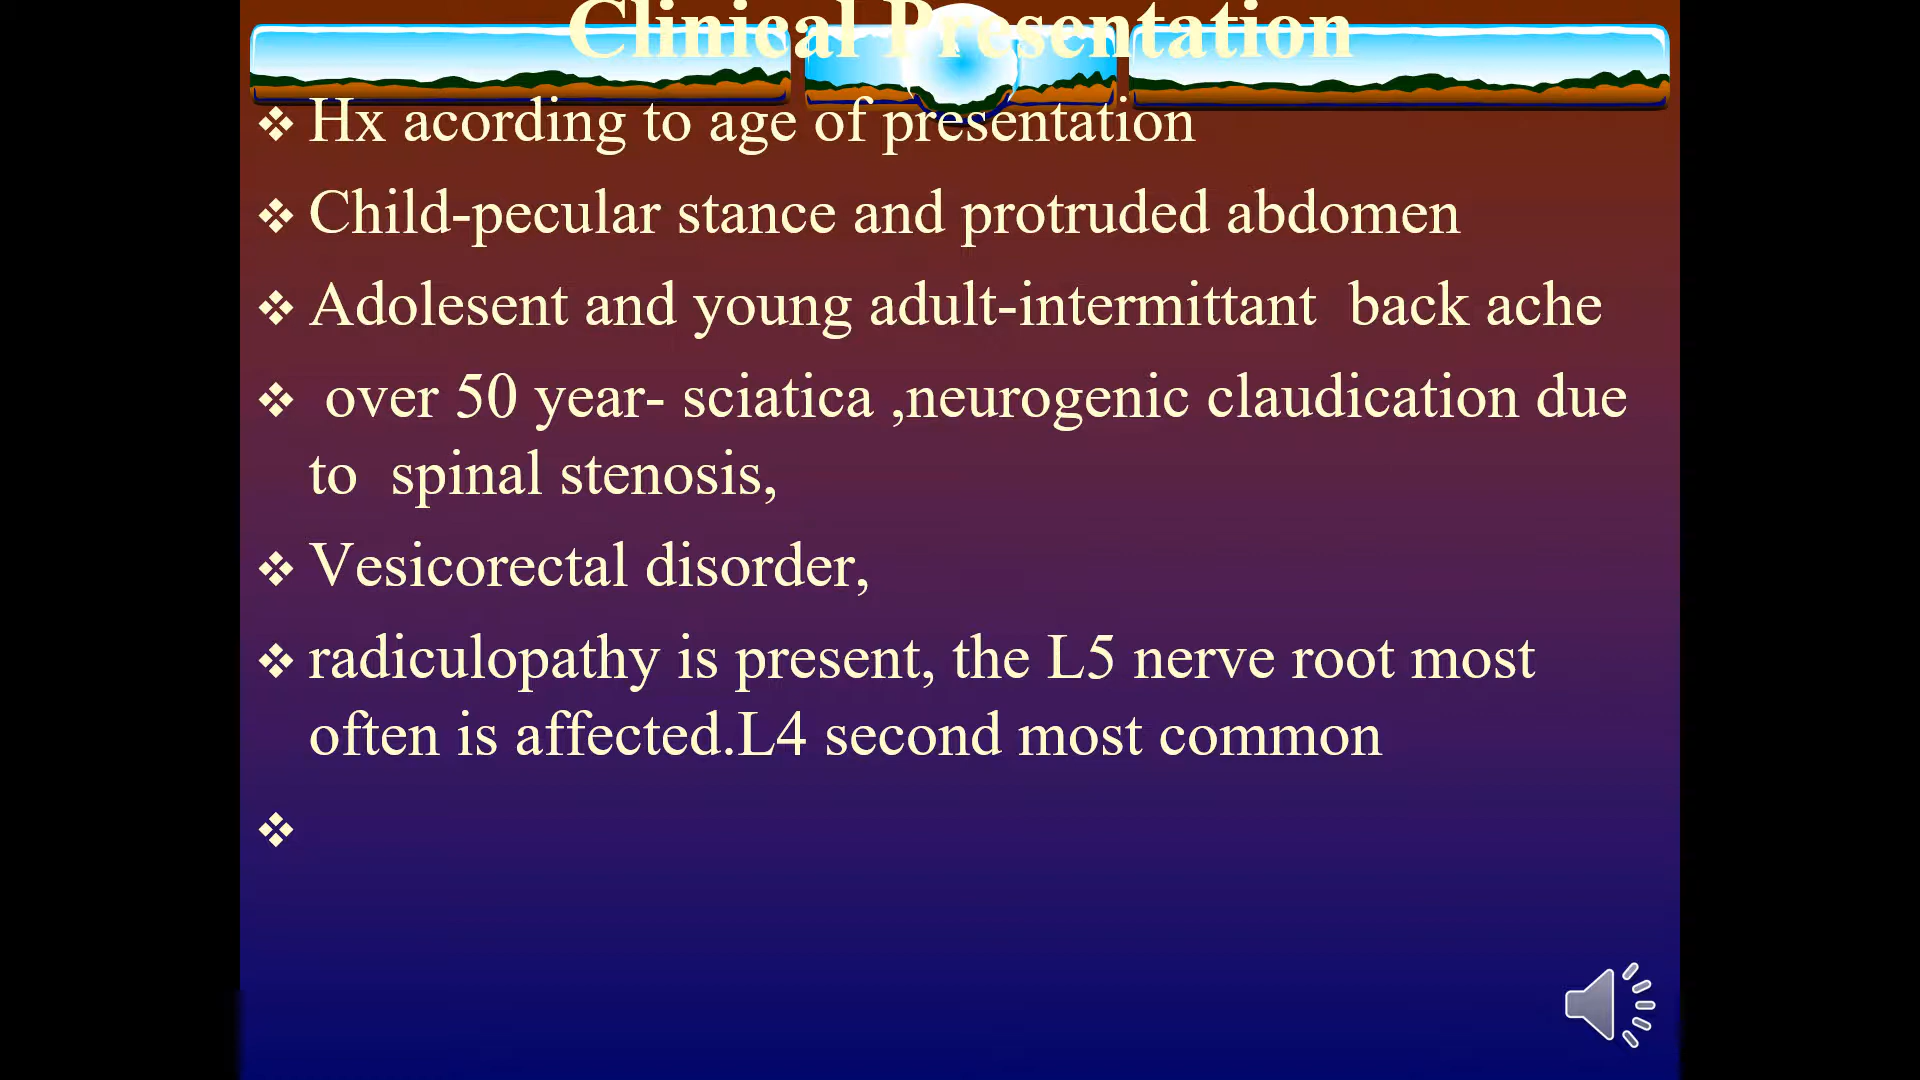 Clinical Presentation
Hx acording to age of presentation
Child-pecular stance and protruded abdomen
Adolesent and young adult-intermittant back ache
over 50 year- sciatica ,neurogenic claudication due
to spinal stenosis,
Vesicorectal disorder,
radiculopathy is present, the L5 nerve root most
often is affected.L4 second most common